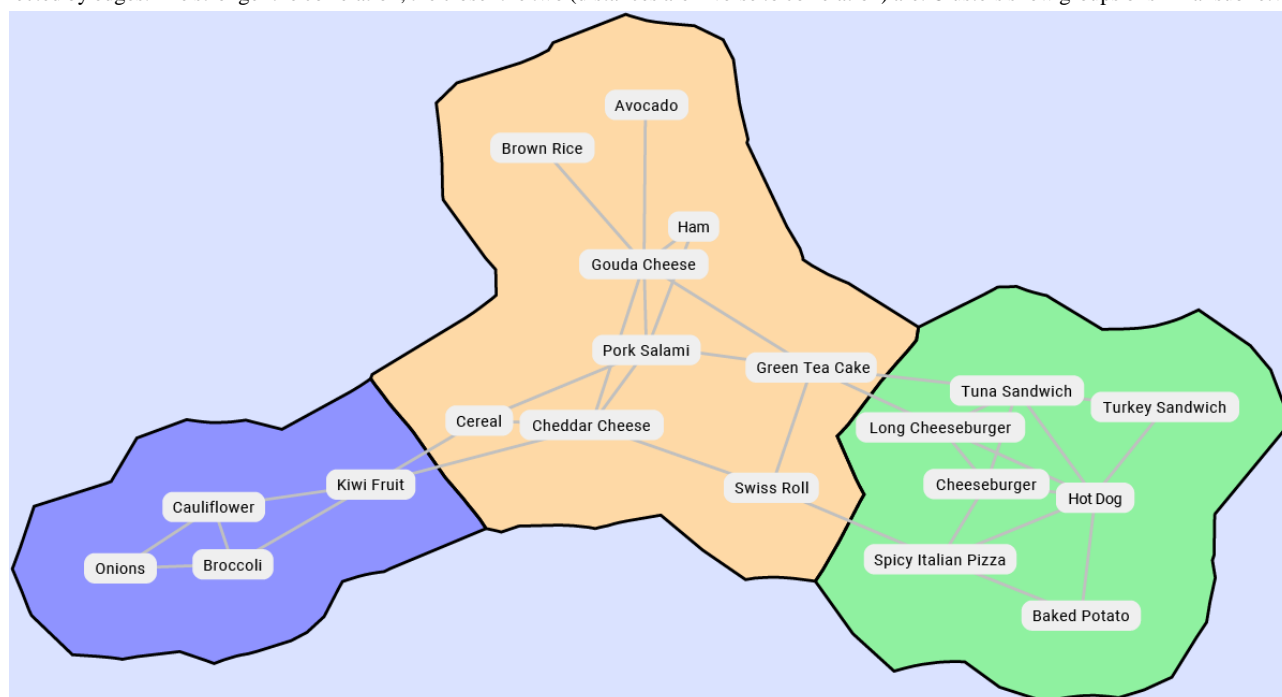 Avocado
Brown Rice
Ham
Gouda Cheese
Pork Salami
Green Tea Cake
Tuna Sandwich
Turkey Sandwich
Cereal
Cheddar Cheese
Long Cheeseburger
Kiwi Fruit
Swiss Roll
Cheeseburger
Hot Dog
Cauliflower
Onions
Broccoli
Spicy Italian Pizza
Baked Potato